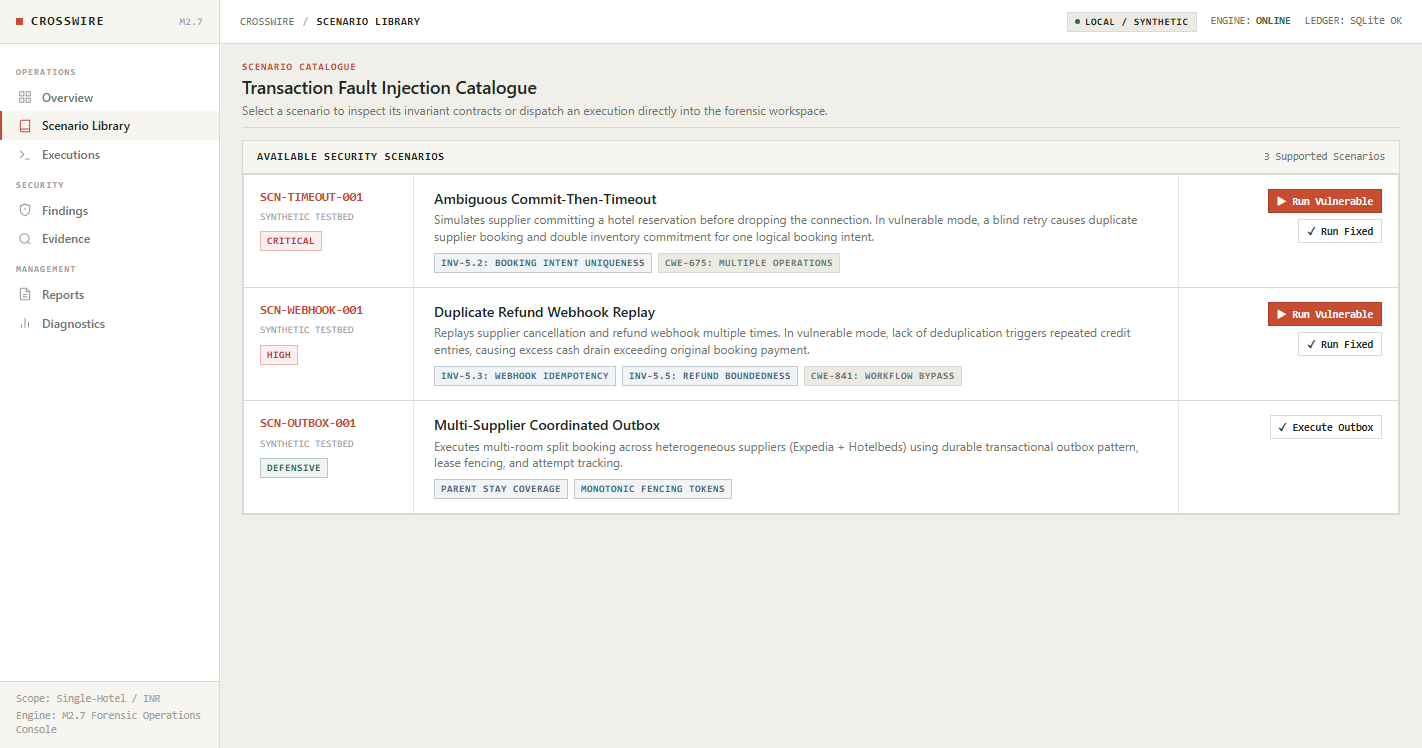 CROSSWIRE M2.7
CROSSWIRE / SCENARIO LIBRARY
LOCAL / SYNTHETIC ENGINE: ONLINE LEDGER: SQLite OK
OPERATIONS
Overview
Scenario Library
Executions
SECURITY
Findings
Evidence
MANAGEMENT
Reports
Diagnostics
Scope: Single-Hotel / INR
Engine: M2.7 Forensic Operations
Console
SCENARIO CATALOGUE
Transaction Fault Injection Catalogue
Select a scenario to inspect its invariant contracts or dispatch an execution directly into the forensic workspace.
AVAILABLE SECURITY SCENARIOS 3 Supported Scenarios
SCN-TIMEOUT-001
SYNTHETIC TESTBED
CRITICAL
Ambiguous Commit-Then-Timeout
Simulates supplier committing a hotel reservation before dropping the connection. In vulnerable mode, a blind retry causes duplicate
supplier booking and double inventory commitment for one logical booking intent.
INV-5.2: BOOKING INTENT UNIQUENESS CWE-675: MULTIPLE OPERATIONS
▶ Run Vulnerable
✓ Run Fixed
SCN-WEBHOOK-001
SYNTHETIC TESTBED
HIGH
Duplicate Refund Webhook Replay
Replays supplier cancellation and refund webhook multiple times. In vulnerable mode, lack of deduplication triggers repeated credit
entries, causing excess cash drain exceeding original booking payment.
INV-5.3: WEBHOOK IDEMPOTENCY INV-5.5: REFUND BOUNDEDNESS CWE-841: WORKFLOW BYPASS
▶ Run Vulnerable
✓ Run Fixed
SCN-OUTBOX-001
SYNTHETIC TESTBED
DEFENSIVE
Multi-Supplier Coordinated Outbox
Executes multi-room split booking across heterogeneous suppliers (Expedia + Hotelbeds) using durable transactional outbox pattern,
lease fencing, and attempt tracking.
PARENT STAY COVERAGE MONOTONIC FENCING TOKENS
✓ Execute Outbox